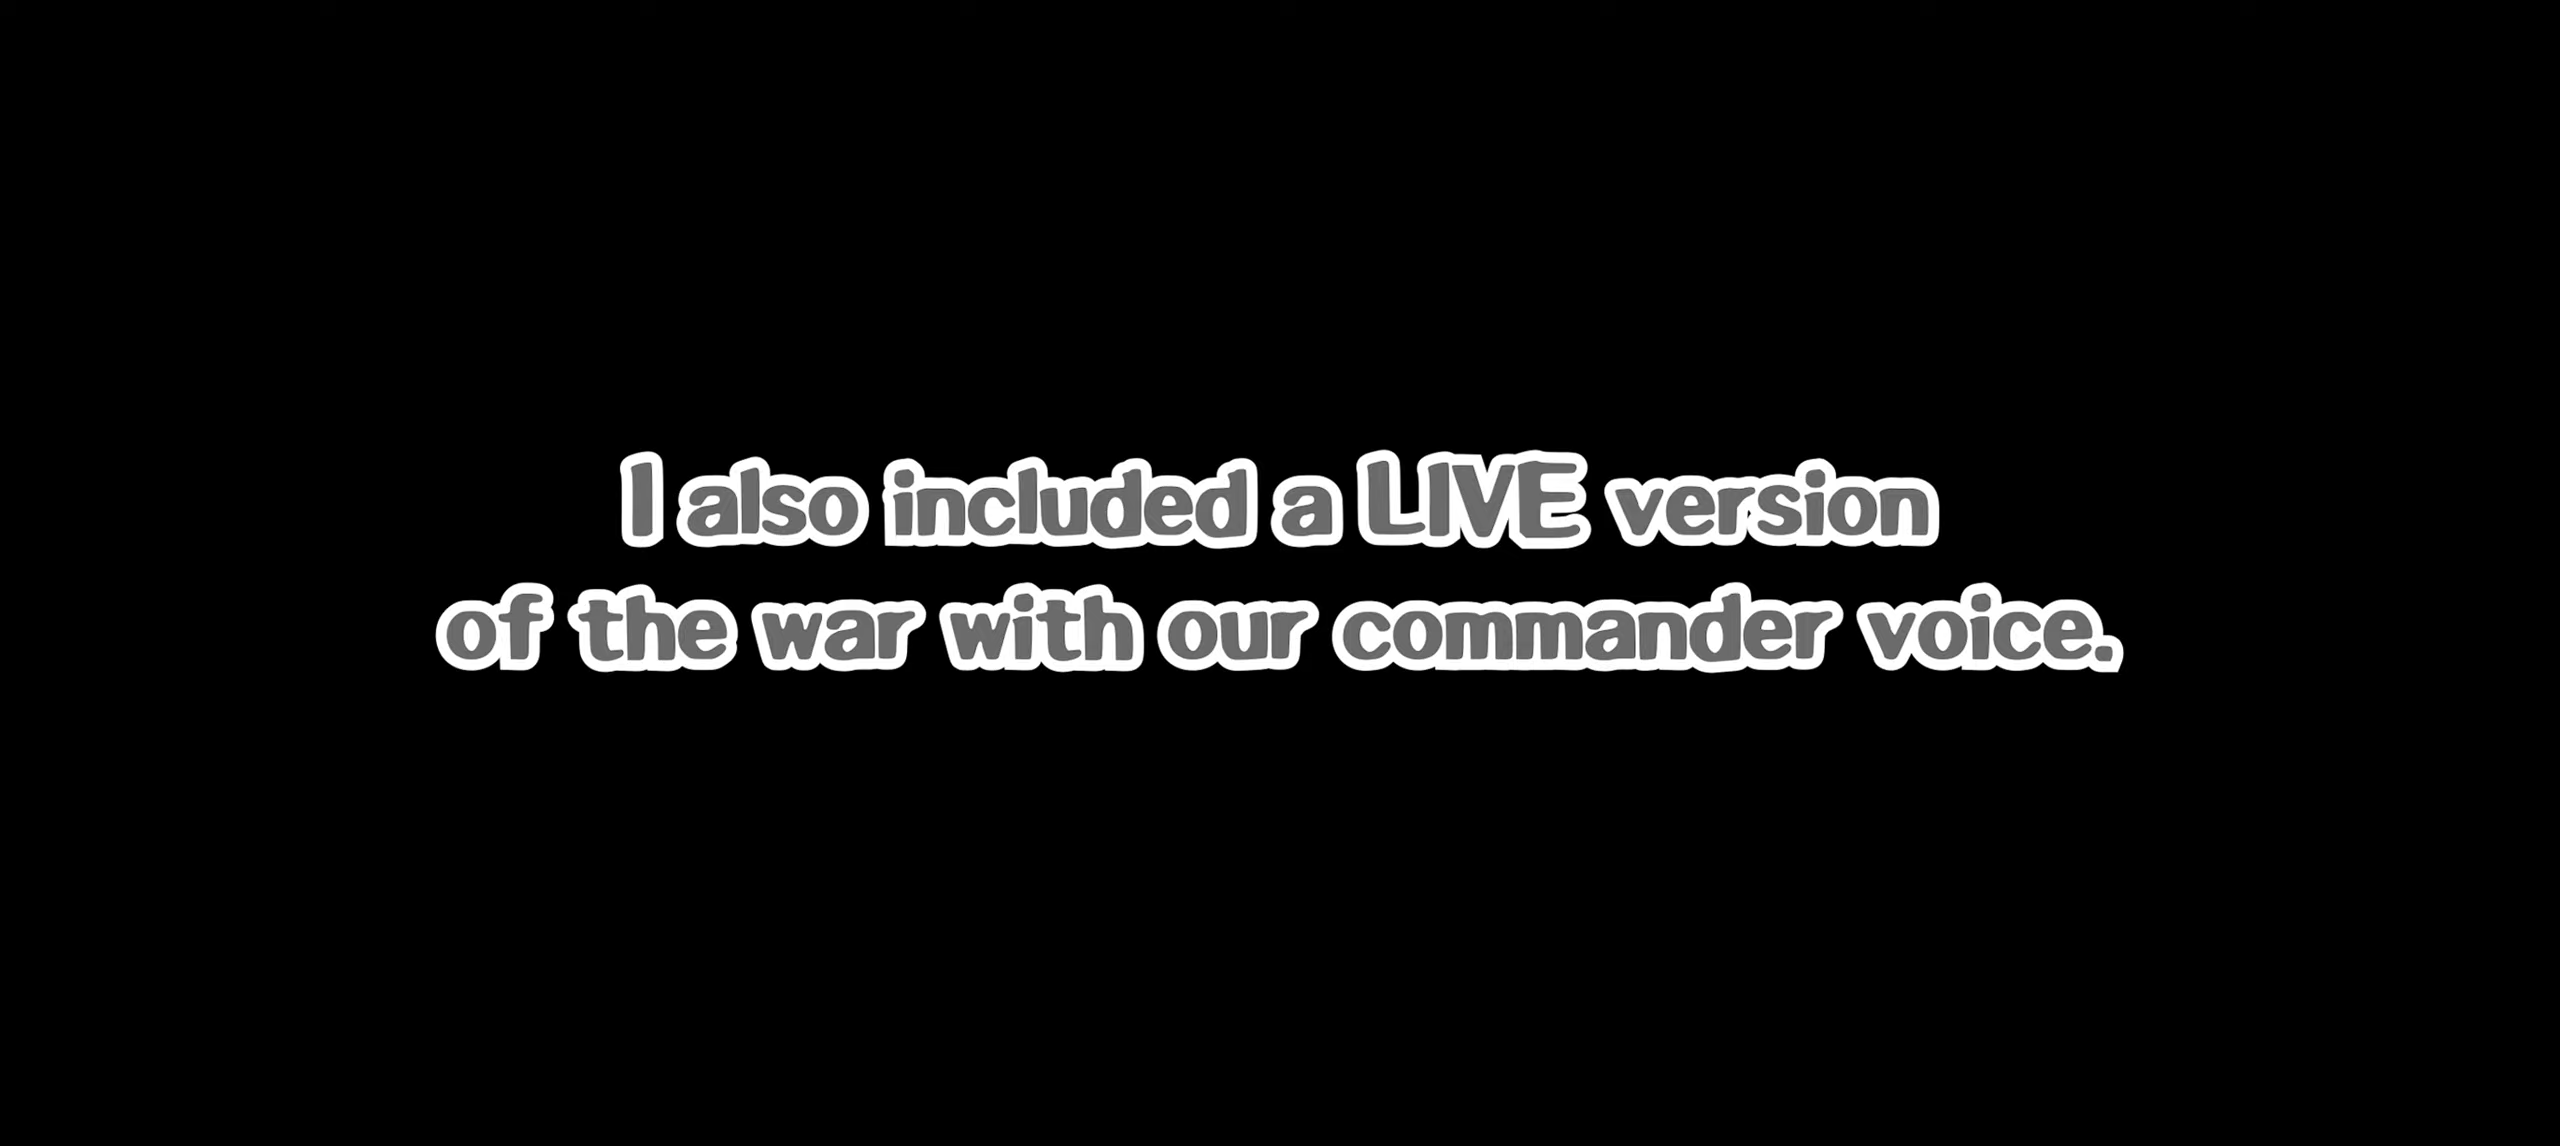 I also included a LIVE version
of the war with our commander voice.